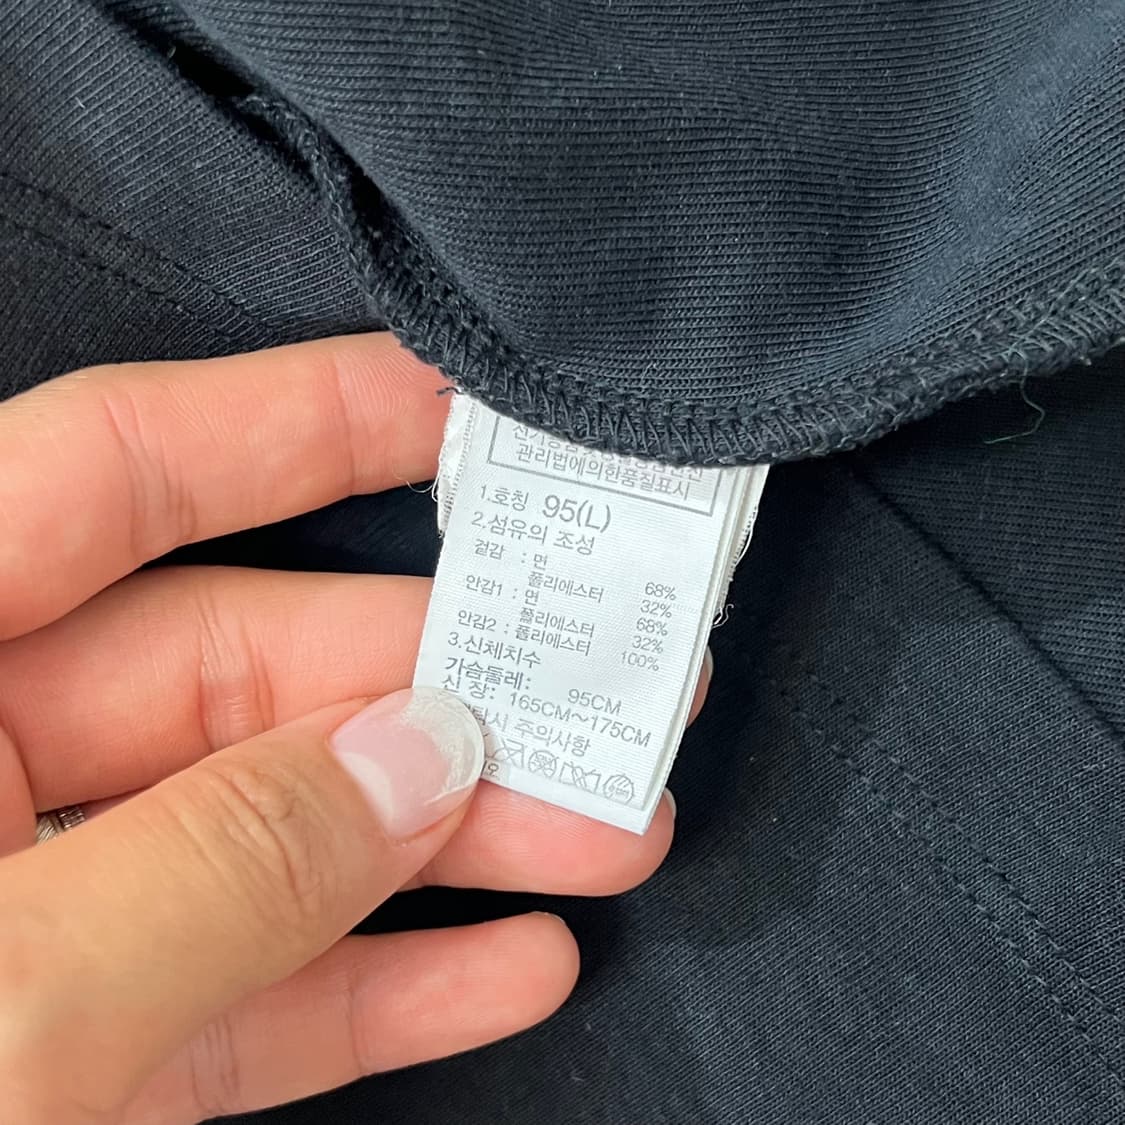 관리법에의한품질표시
1.호칭 95(L)
2.섬유의 조성
겉감 : 면 68%
폴리에스터 32%
안감1 : 면 68%
폴리에스터 32%
안감2 : 폴리에스터 100%
3.신체치수
가슴둘레: 95CM
신 장: 165CM~175CM
주의사항